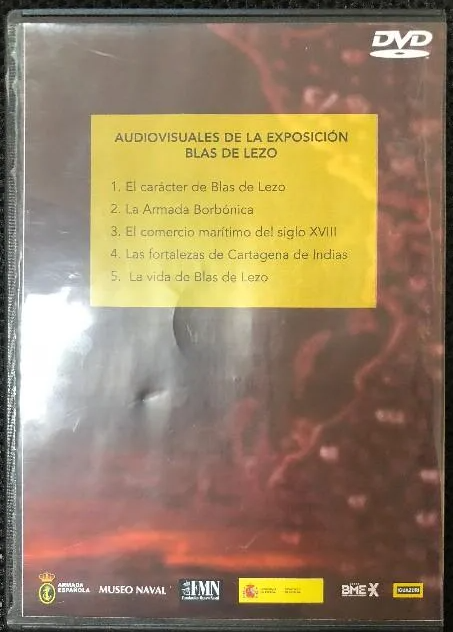 DVD
AUDIOVISUALES DE LA EXPOSICIÓN
BLAS DE LEZO
1. El carácter de Blas de Lezo
2. La Armada Borbónica
3. El comercio marítimo del siglo XVIII
4. Las fortalezas de Cartagena de Indias
5. La vida de Blas de Lezo
ARMADA
ESPAÑOLA
MUSEO NAVAL
FMN
BMEX